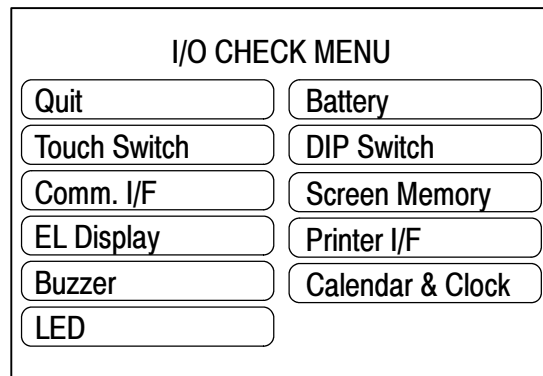 I/O CHECK MENU
Quit
Touch Switch
Comm. I/F
EL Display
Buzzer
LED
Battery
DIP Switch
Screen Memory
Printer I/F
Calendar & Clock